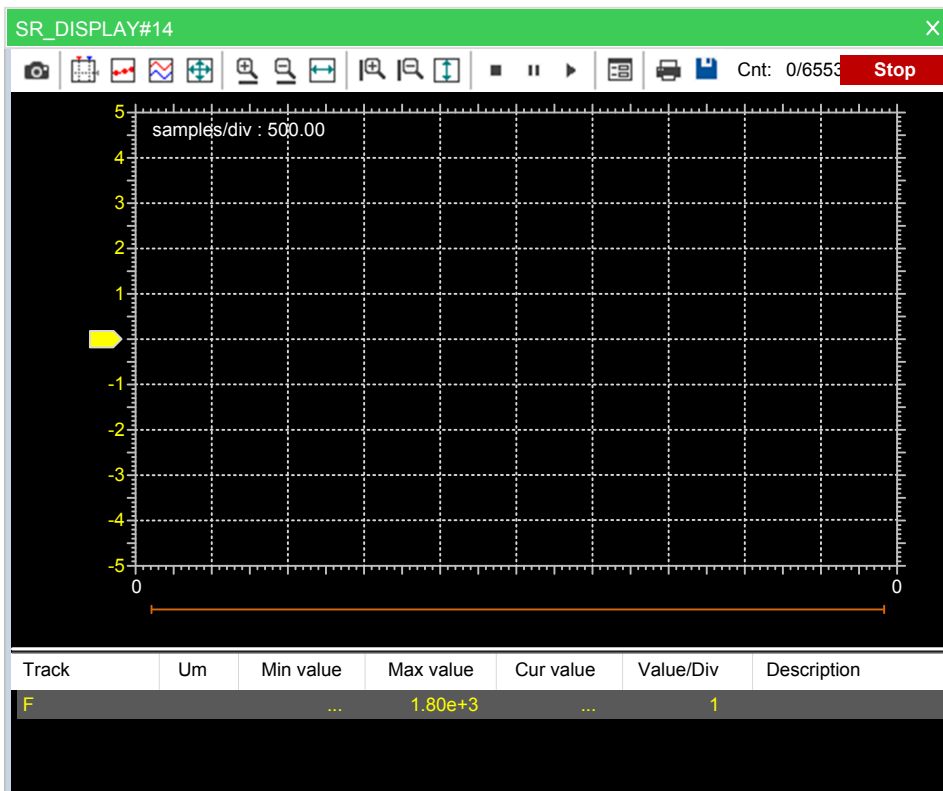 SR_DISPLAY#14
Cnt: 0/6553 Stop
samples/div : 500.00
5
4
3
2
1
-1
-2
-3
-4
-5
0 0
Track Um Min value Max value Cur value Value/Div Description
F ... 1.80e+3 ... 1